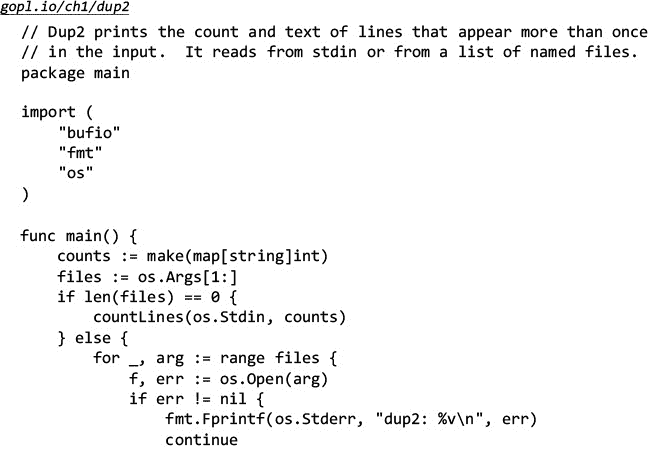 gopl.io/ch1/dup2
// Dup2 prints the count and text of lines that appear more than once
// in the input.  It reads from stdin or from a list of named files.
package main

import (
    "bufio"
    "fmt"
    "os"
)

func main() {
    counts := make(map[string]int)
    files := os.Args[1:]
    if len(files) == 0 {
        countLines(os.Stdin, counts)
    } else {
        for _, arg := range files {
            f, err := os.Open(arg)
            if err != nil {
                fmt.Fprintf(os.Stderr, "dup2: %v\n", err)
                continue